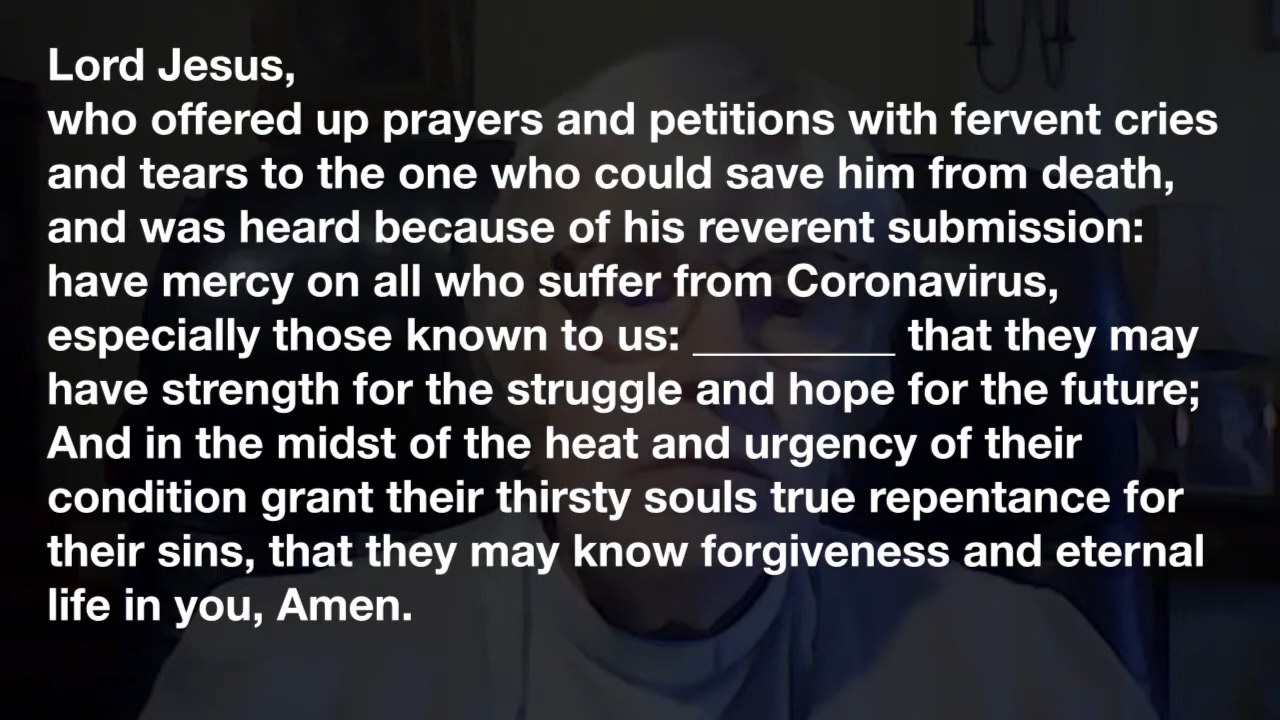 Lord Jesus,
who offered up prayers and petitions with fervent cries
and tears to the one who could save him from death,
and was heard because of his reverent submission:
have mercy on all who suffer from Coronavirus,
especially those known to us: __________ that they may
have strength for the struggle and hope for the future;
And in the midst of the heat and urgency of their
condition grant their thirsty souls true repentance for
their sins, that they may know forgiveness and eternal
life in you, Amen.